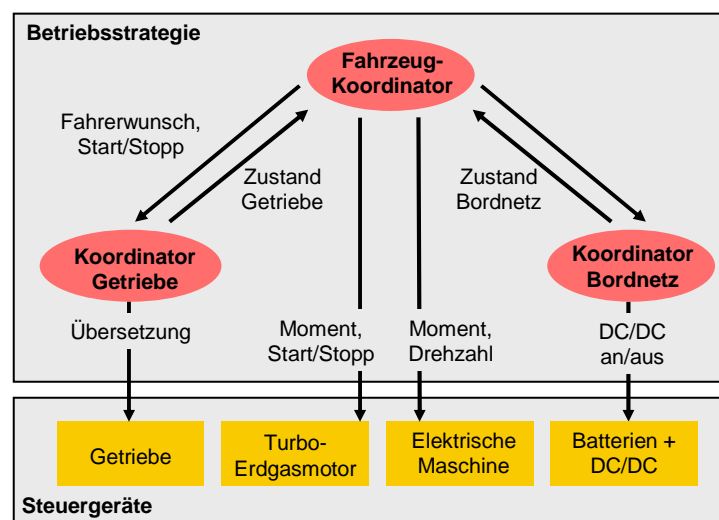 Betriebsstrategie
Fahrzeug-
Koordinator
Fahrerwunsch,
Start/Stopp
Zustand
Getriebe
Zustand
Bordnetz
Koordinator
Getriebe
Koordinator
Bordnetz
Übersetzung
Moment,
Start/Stopp
Moment,
Drehzahl
DC/DC
an/aus
Getriebe
Turbo-
Erdgasmotor
Elektrische
Maschine
Batterien +
DC/DC
Steuergeräte